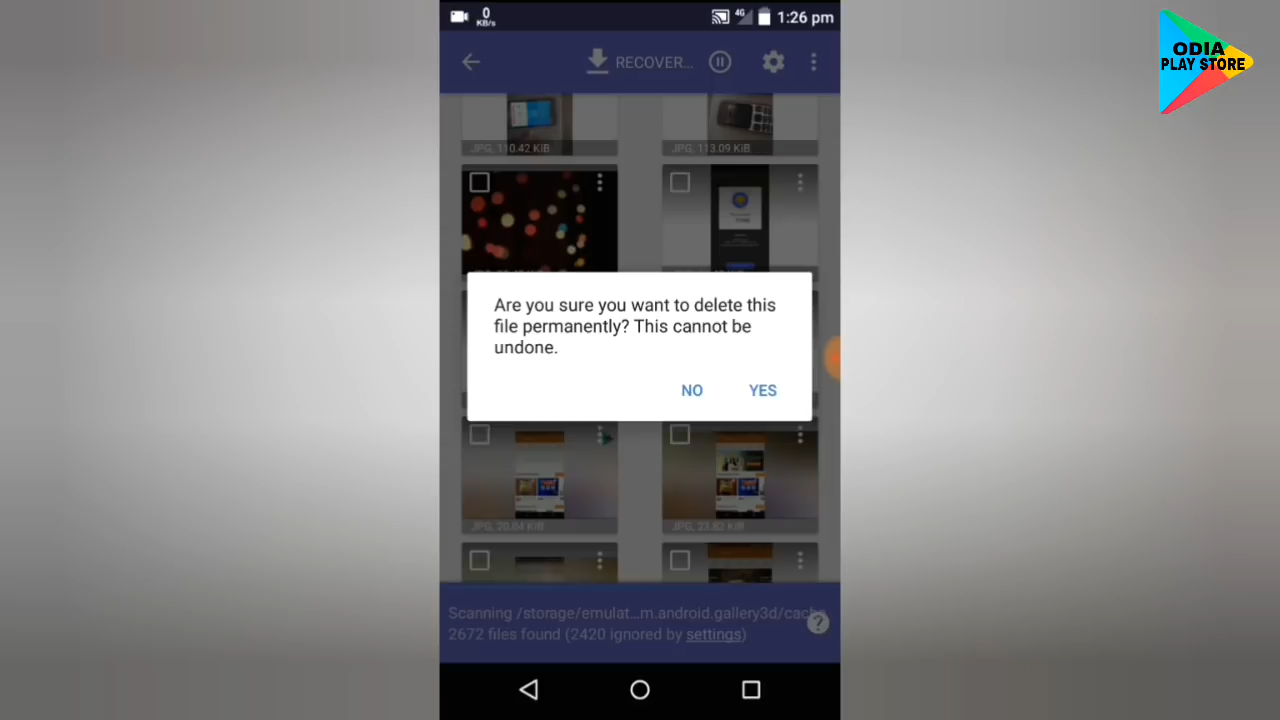 0
KB/s
4G
1:26 pm
ODIA
PLAY STORE
RECOVER...
JPG, 110.42 KiB
JPG, 113.09 KiB
Are you sure you want to delete this
file permanently? This cannot be
undone.
NO
YES
JPG, 20.04 KiB
JPG, 21.82 KiB
Scanning /storage/emulat...m.android.gallery3d/cache
2672 files found (2420 ignored by settings)
?